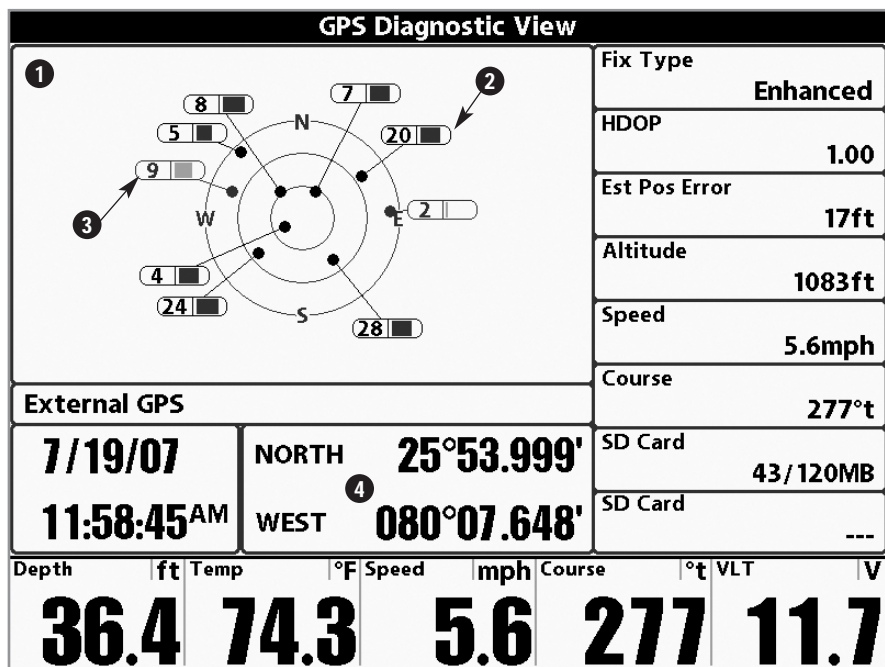 GPS Diagnostic View
1
8
7
2
5
N
20
9
3
W
E
2
4
24
S
28
Fix Type
Enhanced
HDOP
1.00
Est Pos Error
17ft
Altitude
1083ft
Speed
5.6mph
Course
277°t
SD Card
43/120MB
SD Card
---
External GPS
7/19/07
11:58:45AM
NORTH 25°53.999'
4
WEST 080°07.648'
Depth ft
36.4
Temp °F
74.3
Speed mph
5.6
Course °t
277
VLT V
11.7